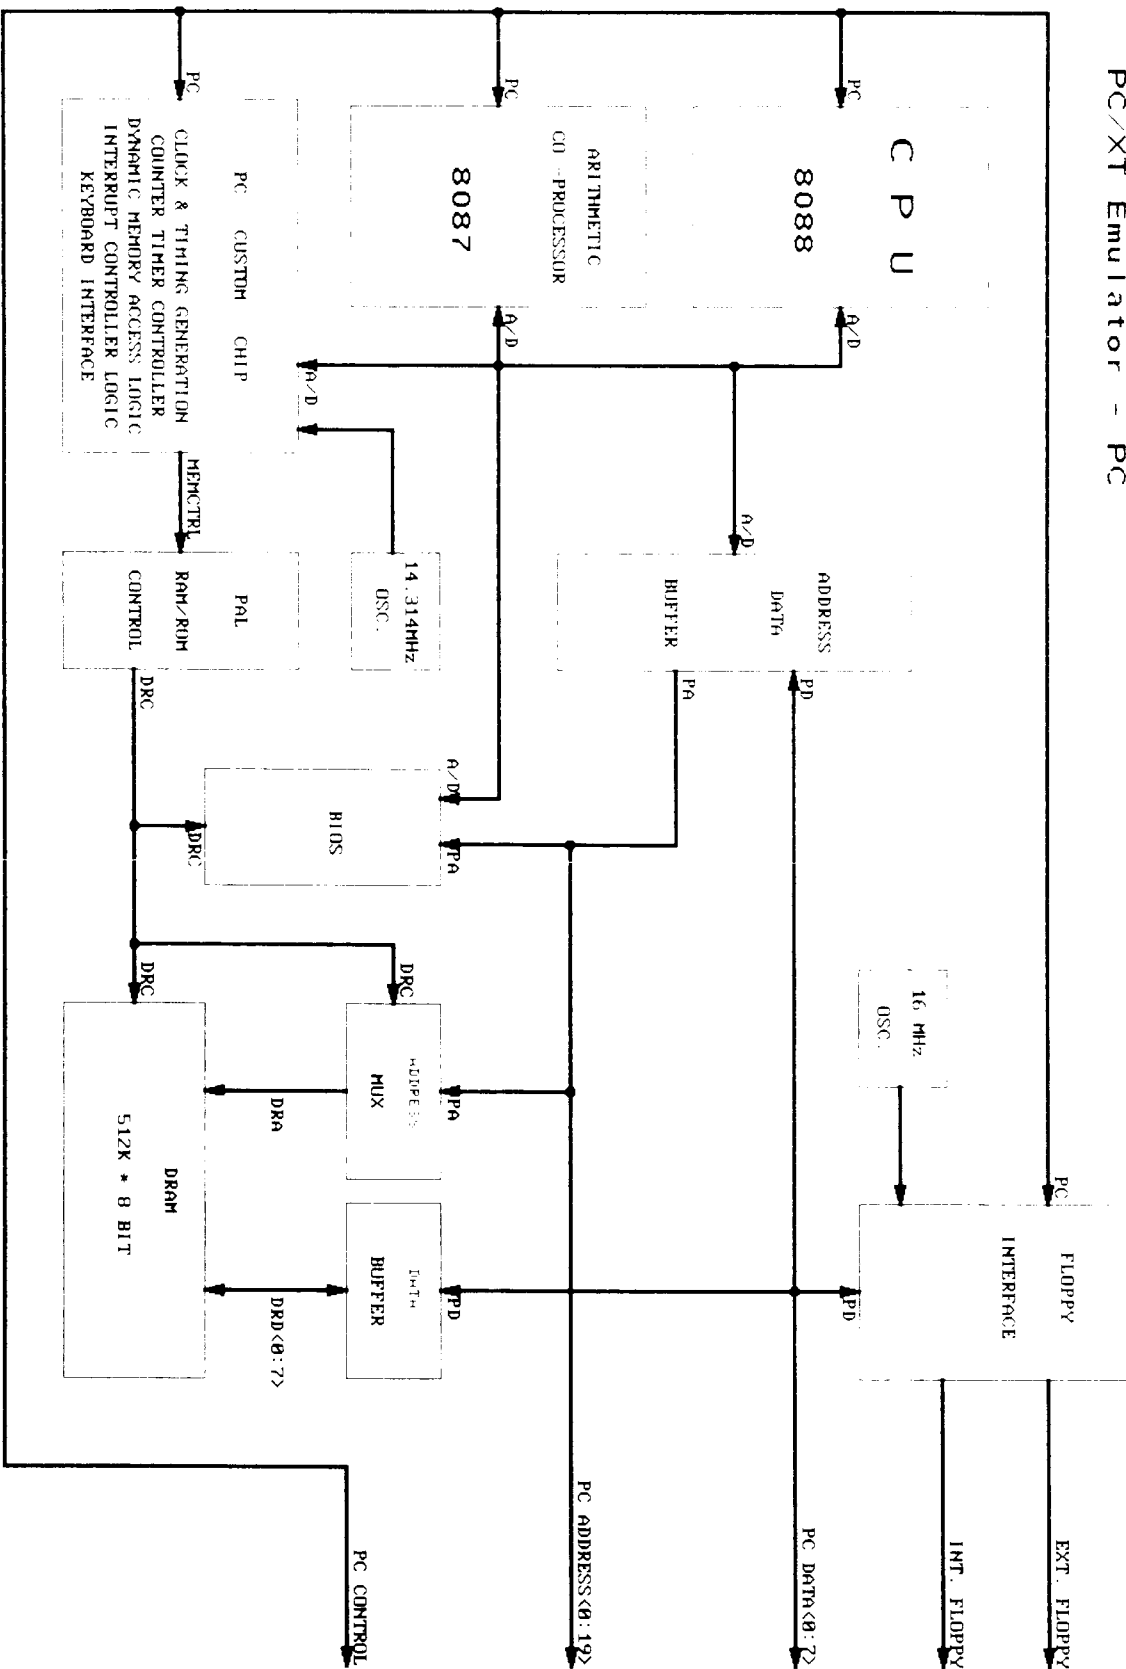 PC/XT Emulator - PC
PC
PC
PC
C P U
8088
A/D
ARITHMETIC
CO-PROCESSOR
8087
A/D
PC CUSTOM CHIP
CLOCK & TIMING GENERATION
COUNTER TIMER CONTROLLER
DYNAMIC MEMORY ACCESS LOGIC
INTERRUPT CONTROLLER LOGIC
KEYBOARD INTERFACE
A/D
MEMCTRL
A/D
ADDRESS
DATA
BUFFER
14.314MHz
OSC.
PAL
RAM/ROM
CONTROL
PD
PA
DRC
A/D
PA
BIOS
DRC
16 MHz
OSC.
DRC
DRC
ADDRESS
MUX
PA
DRA
DRAM
512K * 8 BIT
DATA
BUFFER
PD
DRD<0:7>
PC
FLOPPY
INTERFACE
PD
EXT. FLOPPY
INT. FLOPPY
PC DATA<0:7>
PC ADDRESS<0:19>
PC CONTROL